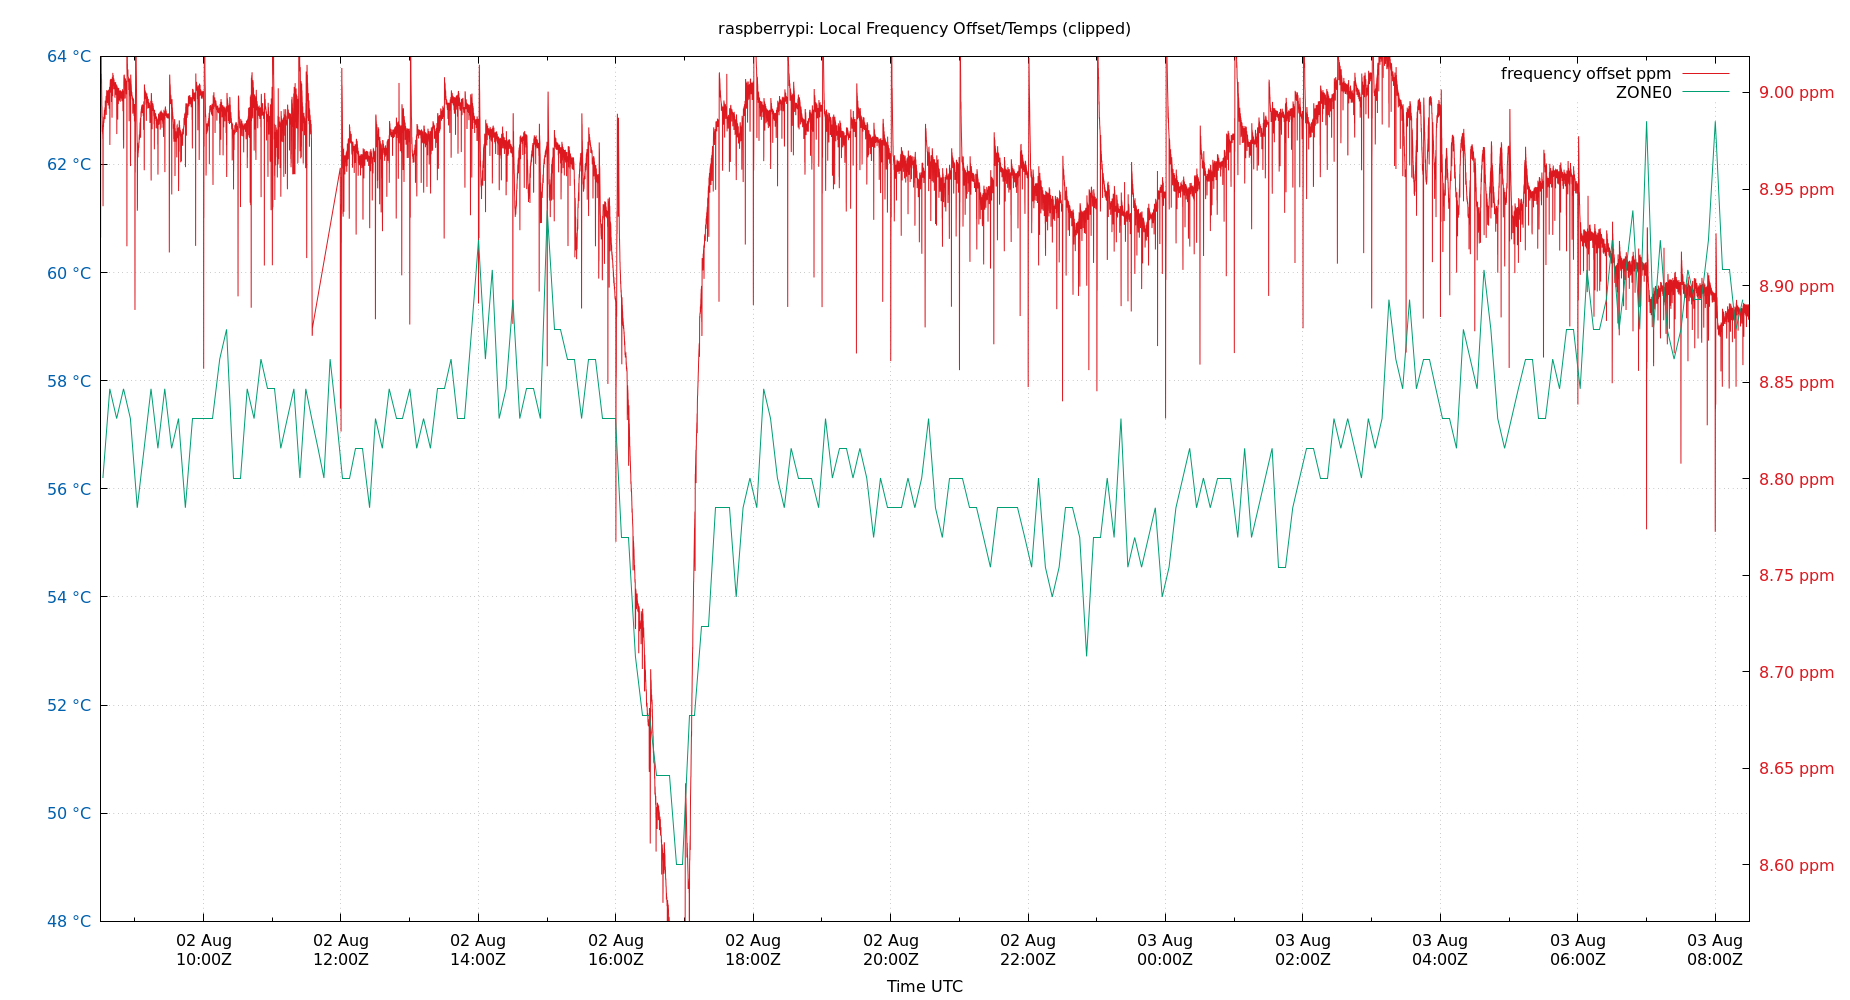 raspberrypi: Local Frequency Offset/Temps (clipped)
frequency offset ppm
ZONE0
64 °C
62 °C
60 °C
58 °C
56 °C
54 °C
52 °C
50 °C
48 °C
9.00 ppm
8.95 ppm
8.90 ppm
8.85 ppm
8.80 ppm
8.75 ppm
8.70 ppm
8.65 ppm
8.60 ppm
02 Aug
10:00Z
02 Aug
12:00Z
02 Aug
14:00Z
02 Aug
16:00Z
02 Aug
18:00Z
02 Aug
20:00Z
02 Aug
22:00Z
03 Aug
00:00Z
03 Aug
02:00Z
03 Aug
04:00Z
03 Aug
06:00Z
03 Aug
08:00Z
Time UTC